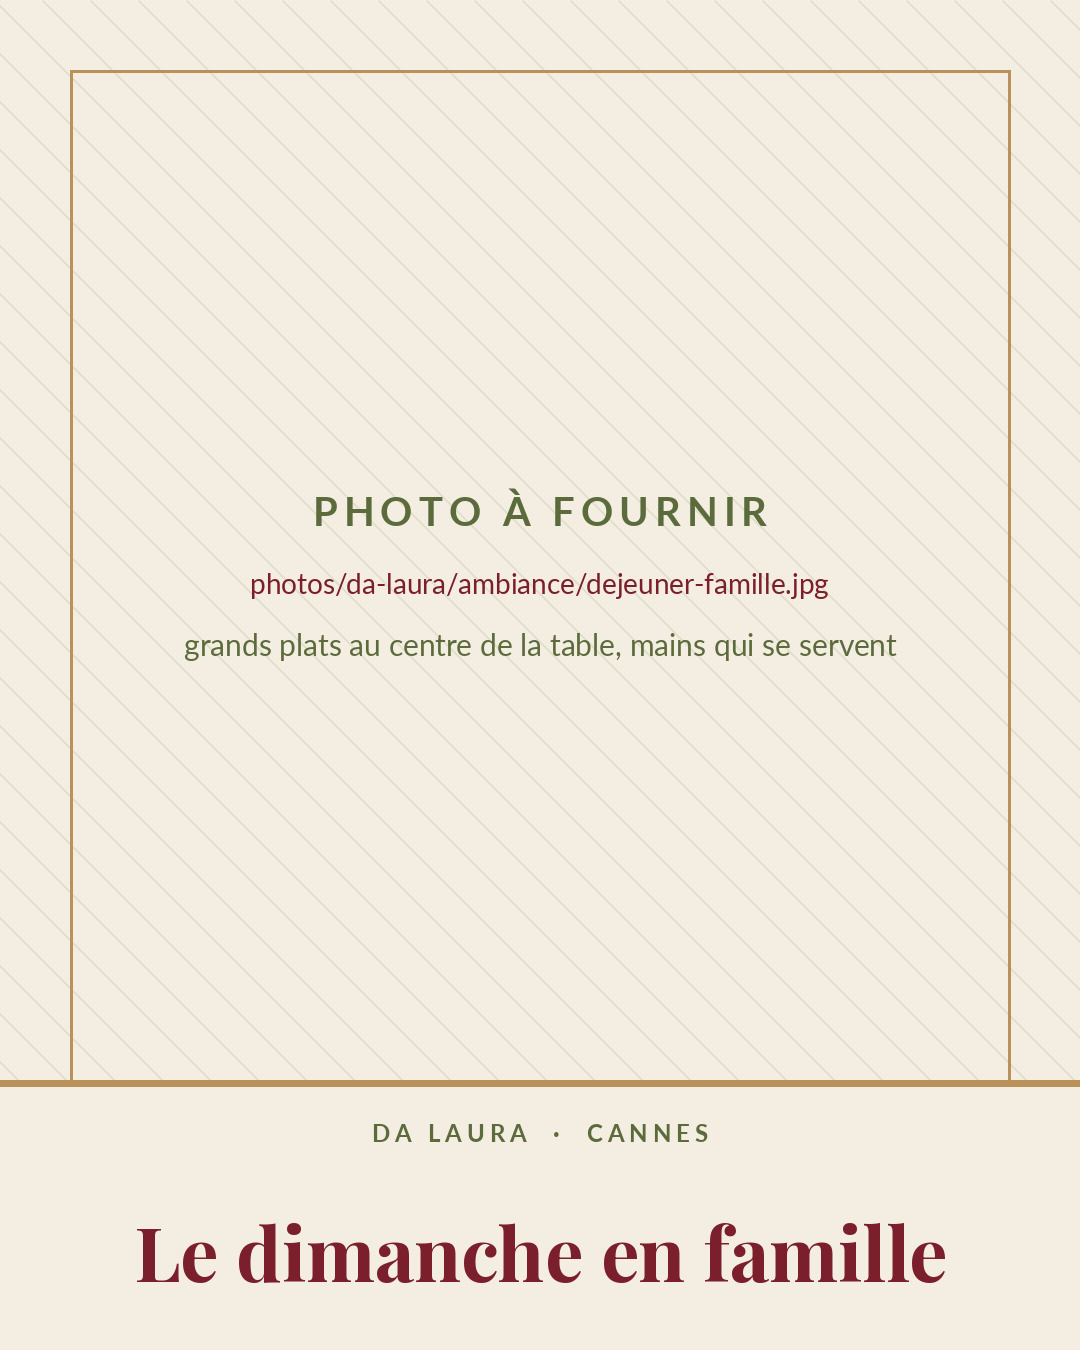 PHOTO À FOURNIR
photos/da-laura/ambiance/dejeuner-famille.jpg
grands plats au centre de la table, mains qui se servent
DA LAURA · CANNES
Le dimanche en famille